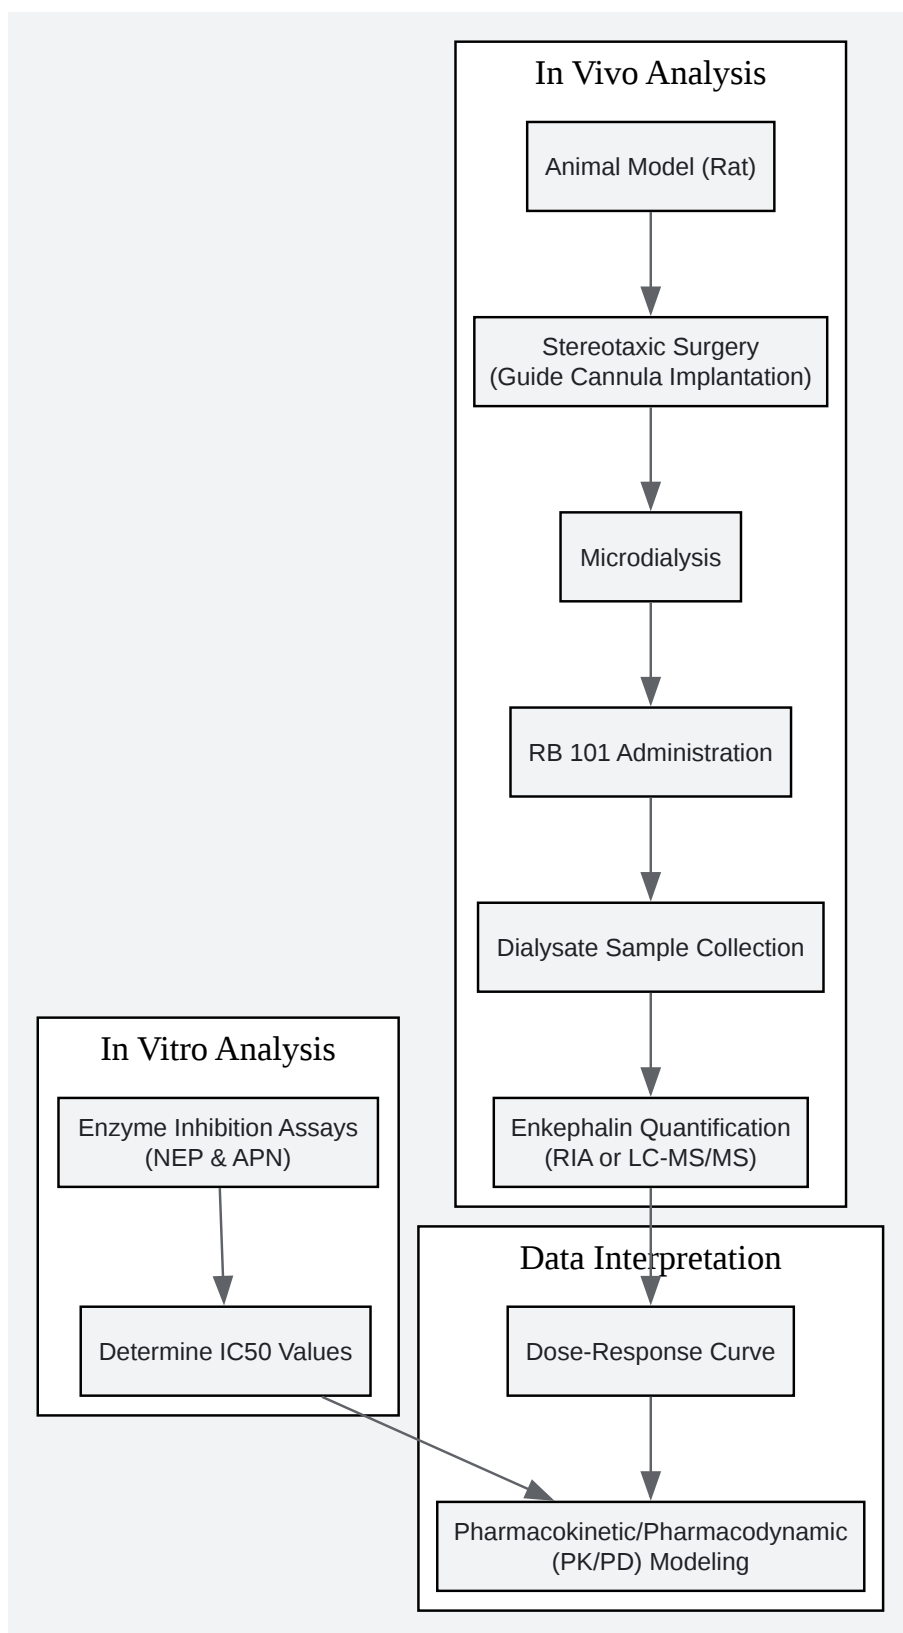 In Vivo Analysis
Animal Model (Rat)
Stereotaxic Surgery
(Guide Cannula Implantation)
Microdialysis
RB 101 Administration
Dialysate Sample Collection
Enkephalin Quantification
(RIA or LC-MS/MS)
In Vitro Analysis
Enzyme Inhibition Assays
(NEP & APN)
Determine IC50 Values
Data Interpretation
Dose-Response Curve
Pharmacokinetic/Pharmacodynamic
(PK/PD) Modeling